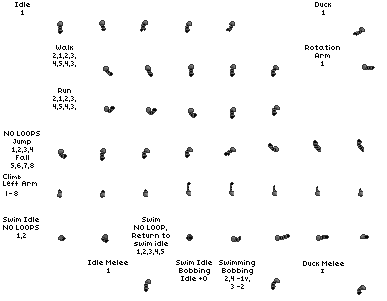 Idle
1
Duck
1
Walk
2,1,2,3,
4,5,4,3,
Rotation
Arm
1
Run
2,1,2,3,
4,5,4,3,
NO LOOPS
Jump
1,2,3,4
Fall
5,6,7,8
Climb
Left Arm
1-8
Swim Idle
NO LOOPS
1,2
Swim
NO LOOP,
Return to
swim idle
1,2,3,4,5
Swim Idle
Bobbing
Idle +0
Swimming
Bobbing
2,4 -1v,
3 -2
Idle Melee
1
Duck Melee
1